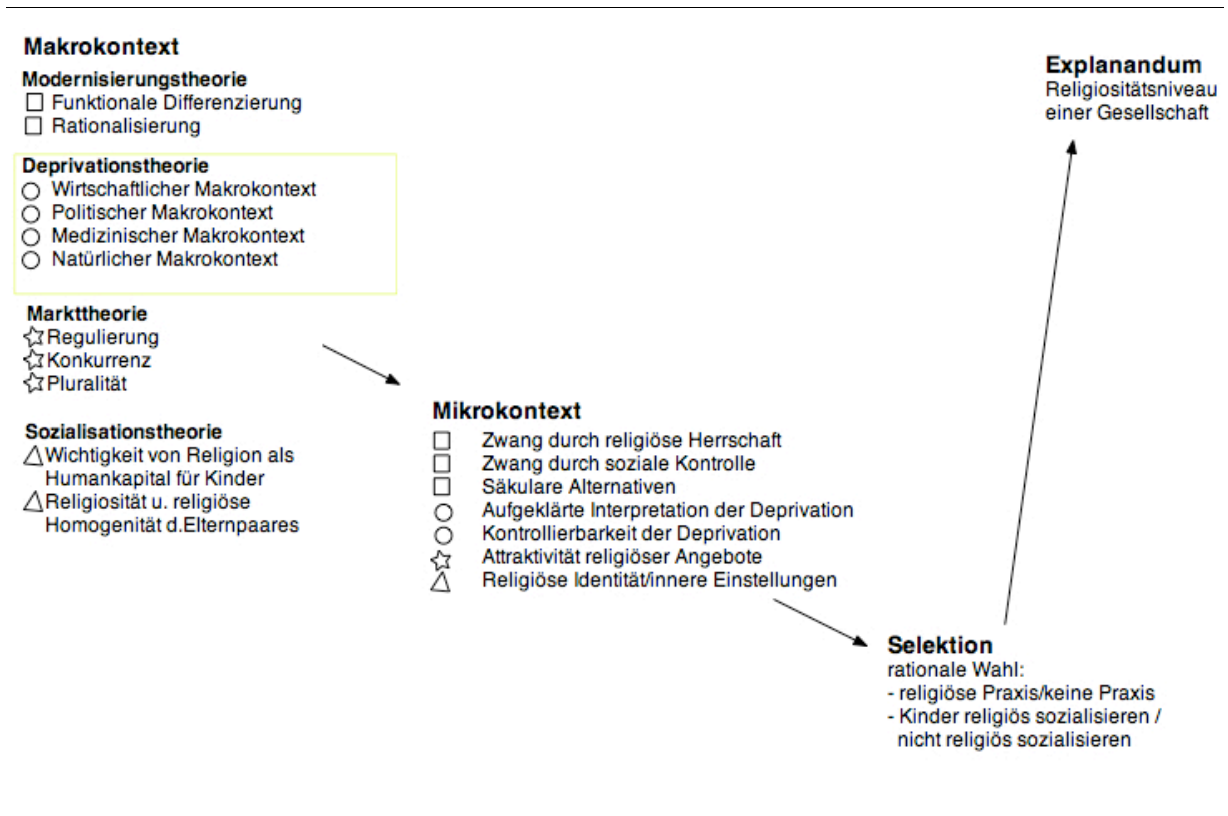 Makrokontext
Modernisierungstheorie
Funktionale Differenzierung
Rationalisierung
Deprivationstheorie
Wirtschaftlicher Makrokontext
Politischer Makrokontext
Medizinischer Makrokontext
Natürlicher Makrokontext
Markttheorie
Regulierung
Konkurrenz
Pluralität
Sozialisationstheorie
Wichtigkeit von Religion als
Humankapital für Kinder
Religiosität u. religiöse
Homogenität d.Elternpaares
Mikrokontext
Zwang durch religiöse Herrschaft
Zwang durch soziale Kontrolle
Säkulare Alternativen
Aufgeklärte Interpretation der Deprivation
Kontrollierbarkeit der Deprivation
Attraktivität religiöser Angebote
Religiöse Identität/innere Einstellungen
Selektion
rationale Wahl:
- religiöse Praxis/keine Praxis
- Kinder religiös sozialisieren /
nicht religiös sozialisieren
Explanandum
Religiositätsniveau
einer Gesellschaft